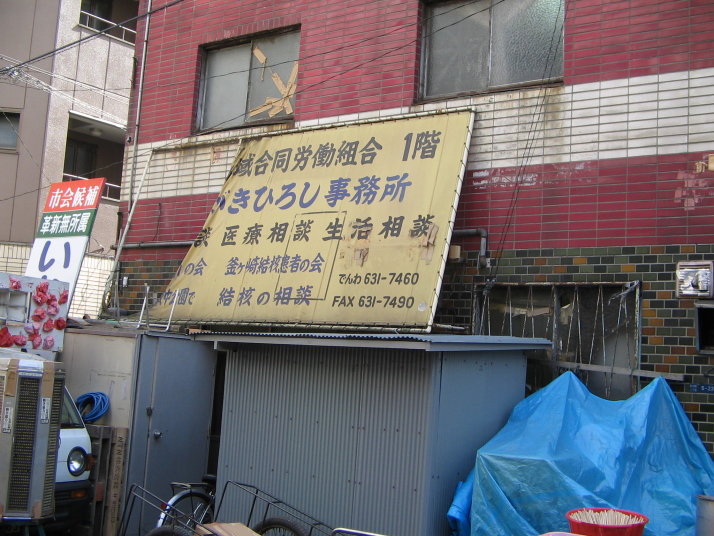 市会候補
革新無所属
い
域合同労働組合 1階
きひろし事務所
医療相談 生活相談
の会 釜ヶ崎結核患者の会
でんわ 631-7460
で 結核の相談
FAX 631-7490